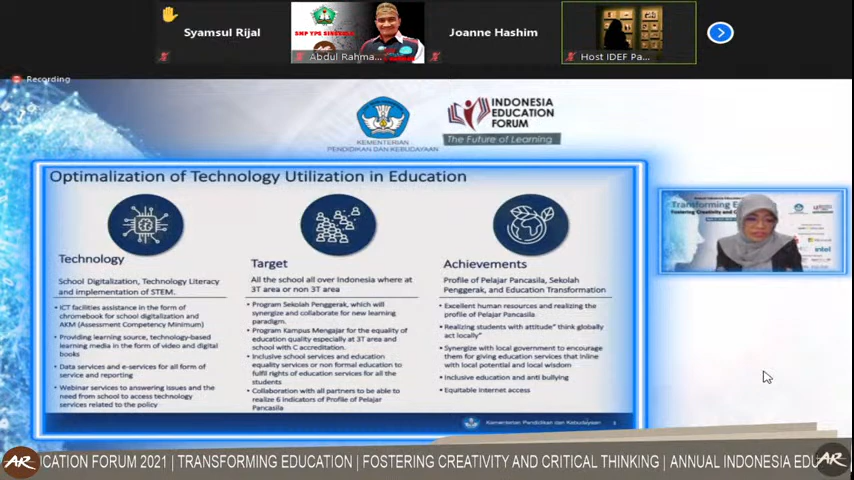 Syamsul Rijal
SMP YPS SINGKOLE
Abdul Rahma...
Joanne Hashim
Host IDEF Pa...
Recording
KEMENTERIAN
PENDIDIKAN DAN KEBUDAYAAN
INDONESIA
EDUCATION
FORUM
The Future of Learning
Optimalization of Technology Utilization in Education
Technology
School Digitalization, Technology Literacy
and implementation of STEM.
• ICT facilities assistance in the form of
chromebook for school digitalization and
AKM (Assessment Competency Minimum)
• Providing learning source, technology-based
learning media in the form of video and digital
books
• Data services and e-services for all form of
service and reporting
• Webinar services to answering issues and the
need from school to access technology
services related to the policy
Target
All the school all over Indonesia where at
3T area or non 3T area
• Program Sekolah Penggerak, which will
synergize and collaborate for new learning
paradigm.
• Program Kampus Mengajar for the equality of
education quality especially at 3T area and
school with C accreditation.
• Inclusive school services and education
equality services or non formal education to
fulfil rights of education services for all the
students
• Collaboration with all partners to be able to
realize 6 indicators of Profile of Pelajar
Pancasila
Achievements
Profile of Pelajar Pancasila, Sekolah
Penggerak, and Education Transformation
• Excellent human resources and realizing the
profile of Pelajar Pancasila
• Realizing students with attitude" think globally
act locally"
• Synergize with local government to encourage
them for giving education services that inline
with local potential and local wisdom
• Inclusive education and anti bullying
• Equitable internet access
Kementerian Pendidikan dan Kebudayaan
Transforming E
Fostering Creativity and C
Microsoft
intel
AR
ICATION FORUM 2021 | TRANSFORMING EDUCATION | FOSTERING CREATIVITY AND CRITICAL THINKING | ANNUAL INDONESIA EDU
AR